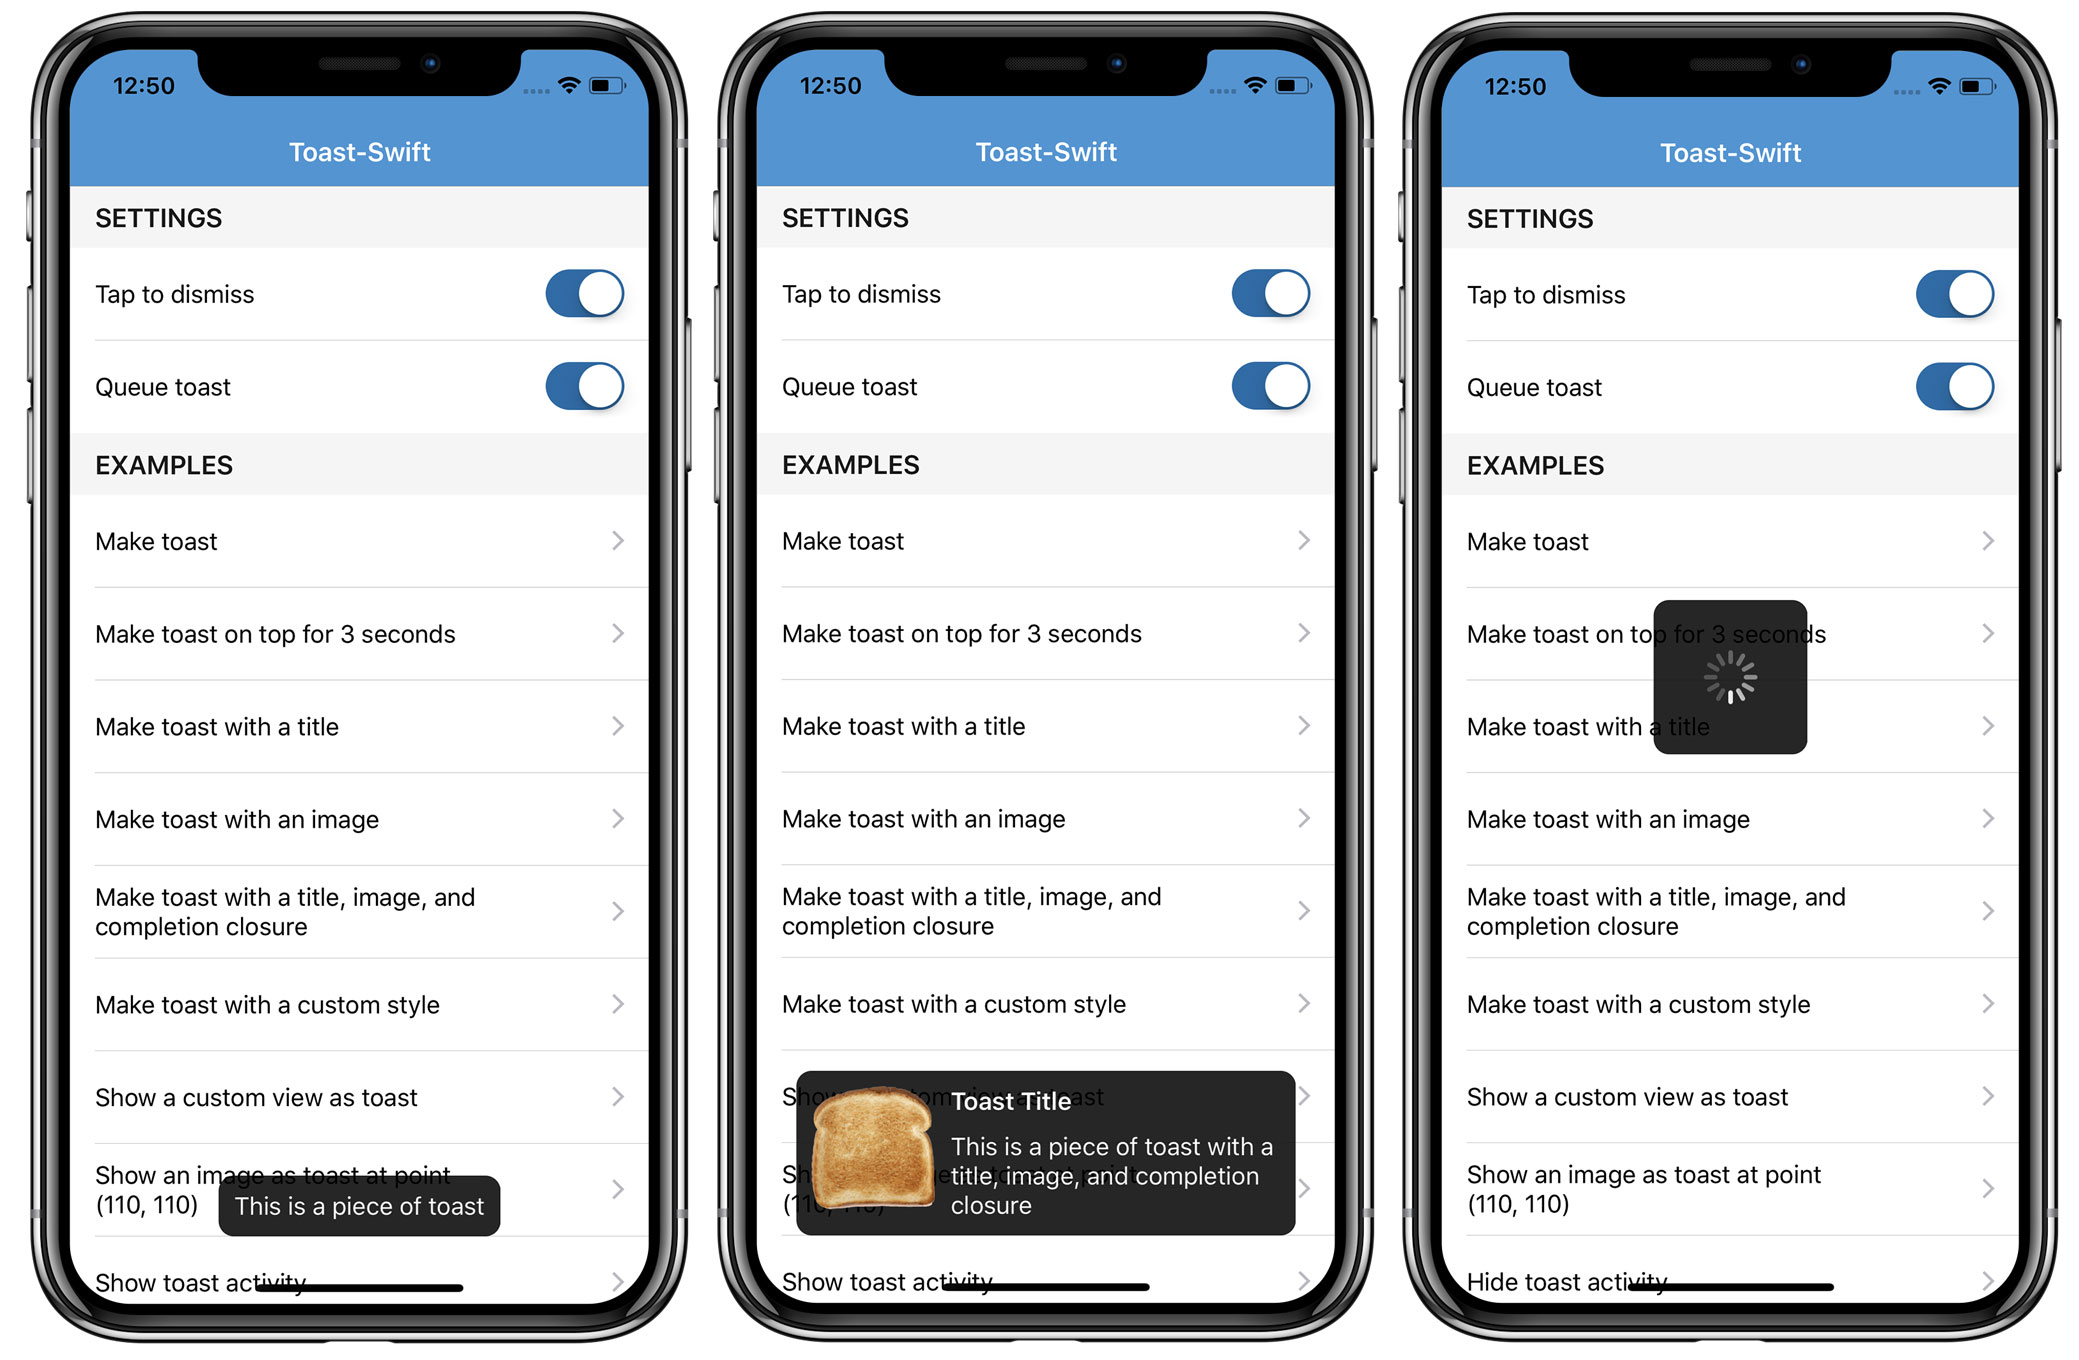 12:50
Toast-Swift
SETTINGS
Tap to dismiss
Queue toast
EXAMPLES
Make toast
Make toast on top for 3 seconds
Make toast with a title
Make toast with an image
Make toast with a title, image, and
completion closure
Make toast with a custom style
Show a custom view as toast
Show an image as toast at point
(110, 110)
This is a piece of toast
Show toast activity
12:50
Toast-Swift
SETTINGS
Tap to dismiss
Queue toast
EXAMPLES
Make toast
Make toast on top for 3 seconds
Make toast with a title
Make toast with an image
Make toast with a title, image, and
completion closure
Make toast with a custom style
Toast Title
This is a piece of toast with a
title, image, and completion
closure
Show toast activity
12:50
Toast-Swift
SETTINGS
Tap to dismiss
Queue toast
EXAMPLES
Make toast
Make toast on top for 3 seconds
Make toast with a title
Make toast with an image
Make toast with a title, image, and
completion closure
Make toast with a custom style
Show a custom view as toast
Show an image as toast at point
(110, 110)
Hide toast activity